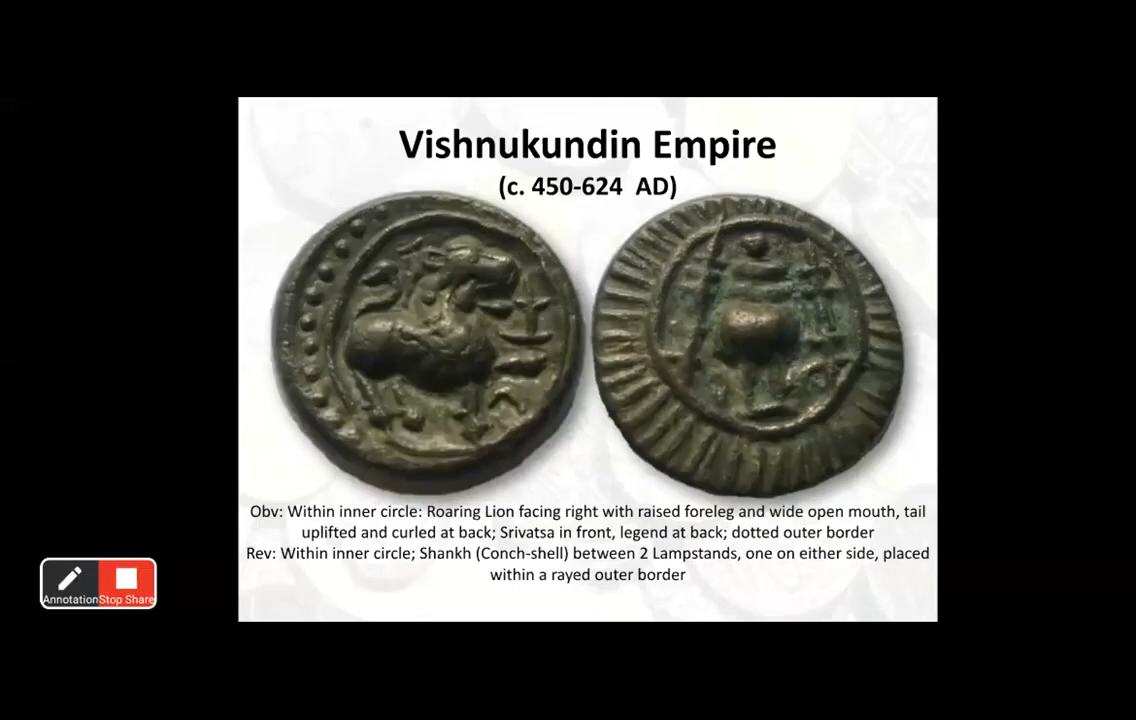 Vishnukundin Empire
(c. 450-624 AD)
Obv: Within inner circle: Roaring Lion facing right with raised foreleg and wide open mouth, tail
uplifted and curled at back; Srivatsa in front, legend at back; dotted outer border
Rev: Within inner circle; Shankh (Conch-shell) between 2 Lampstands, one on either side, placed
within a rayed outer border
Annotation
Stop Share